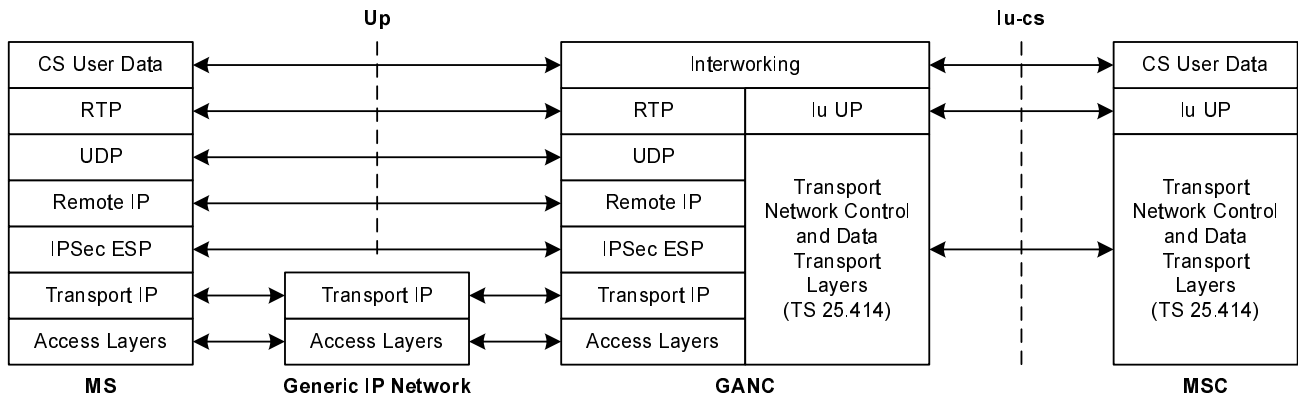 Up
Iu-cs
CS User Data
Interworking
CS User Data
RTP
RTP
Iu UP
Iu UP
UDP
UDP
Remote IP
Remote IP
IPSec ESP
IPSec ESP
Transport
Network Control
and Data
Transport
Layers
(TS 25.414)
Transport
Network Control
and Data
Transport
Layers
(TS 25.414)
Transport IP
Transport IP
Transport IP
Access Layers
Access Layers
Access Layers
MS
Generic IP Network
GANC
MSC